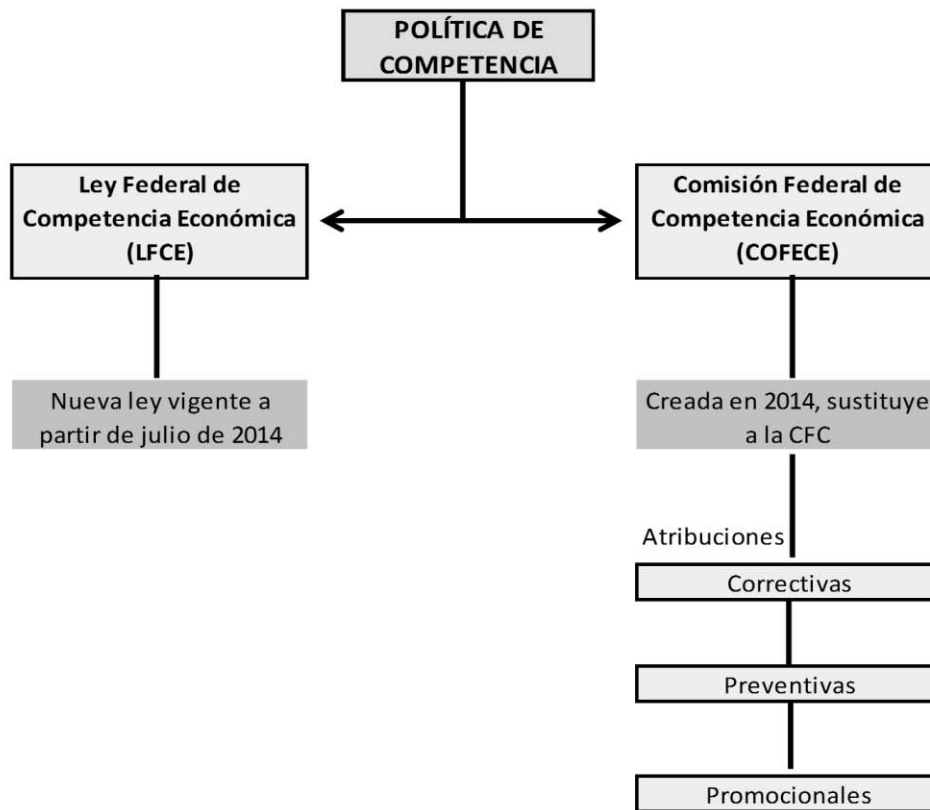 POLÍTICA DE
COMPETENCIA
Ley Federal de
Competencia Económica
(LFCE)
Comisión Federal de
Competencia Económica
(COFECE)
Nueva ley vigente a
partir de julio de 2014
Creada en 2014, sustituye
a la CFC
Atribuciones
Correctivas
Preventivas
Promocionales